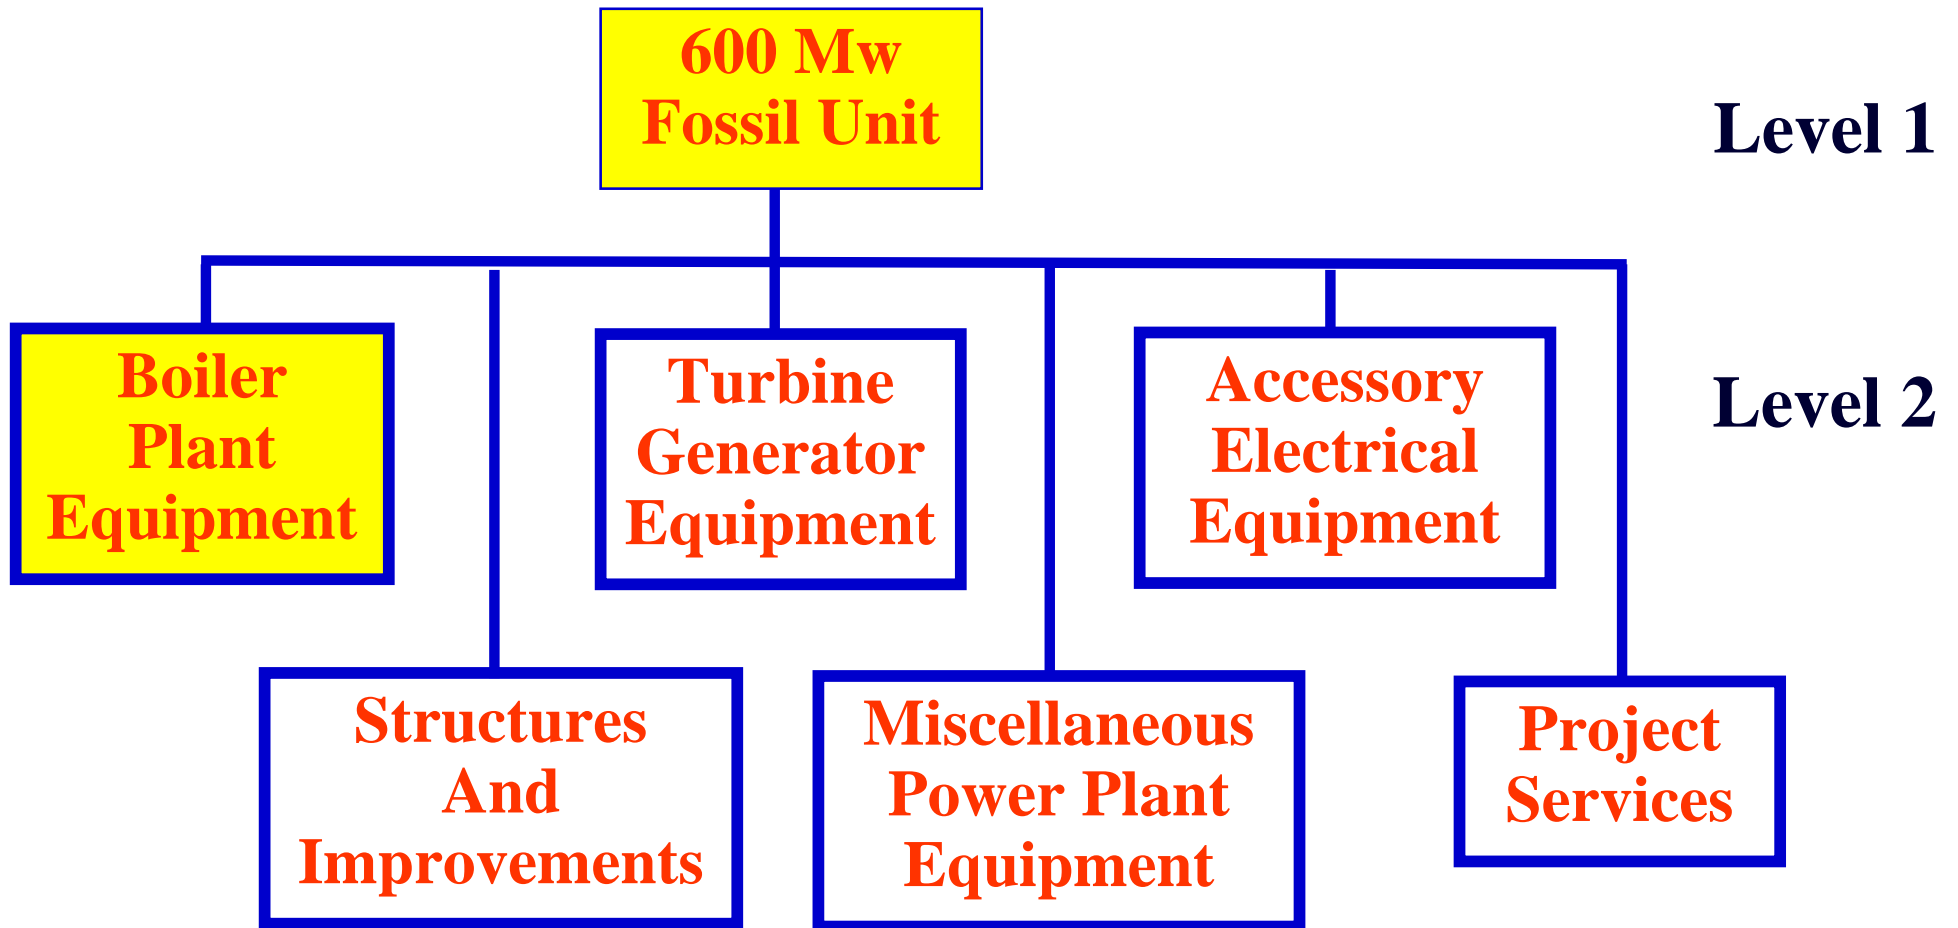 600 Mw
Fossil Unit
Level 1
Boiler
Plant
Equipment
Turbine
Generator
Equipment
Accessory
Electrical
Equipment
Level 2
Structures
And
Improvements
Miscellaneous
Power Plant
Equipment
Project
Services